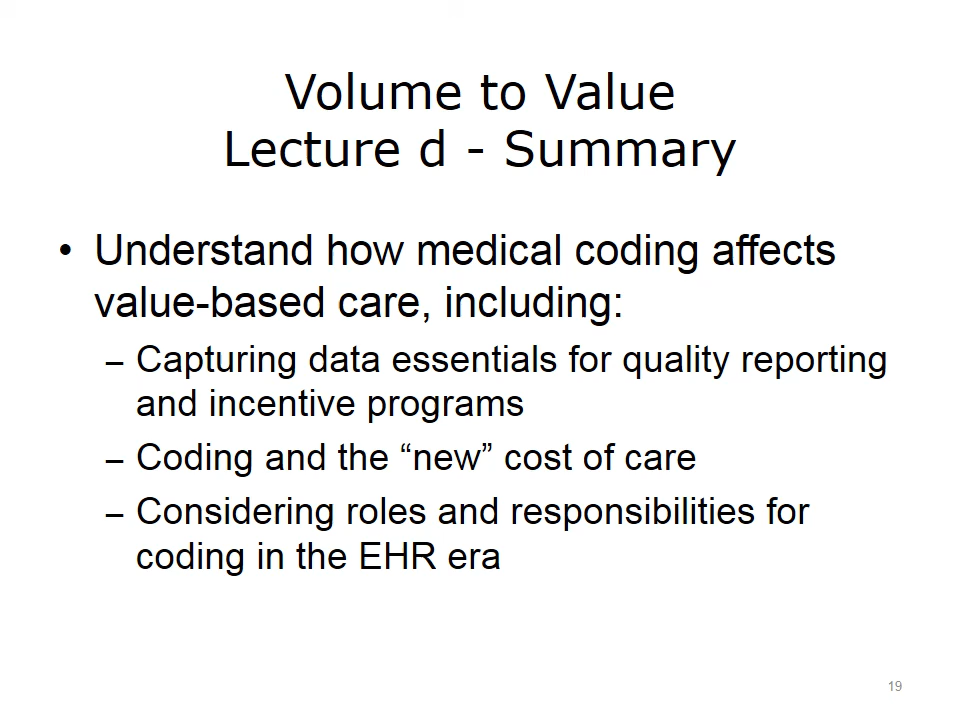 Volume to Value
Lecture d - Summary
• Understand how medical coding affects
value-based care, including:
– Capturing data essentials for quality reporting
and incentive programs
– Coding and the “new” cost of care
– Considering roles and responsibilities for
coding in the EHR era
19